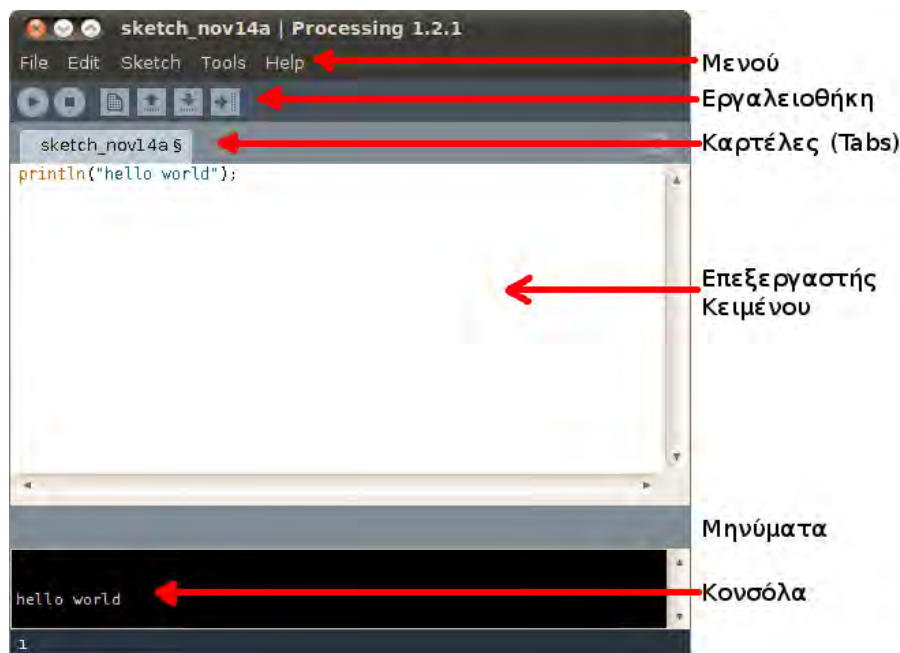 sketch_nov14a | Processing 1.2.1
File Edit Sketch Tools Help
Μενού
Εργαλειοθήκη
sketch_nov14a §
Καρτέλες (Tabs)
println("hello world");
Επεξεργαστής
Κειμένου
Μηνύματα
hello world
Κονσόλα
1